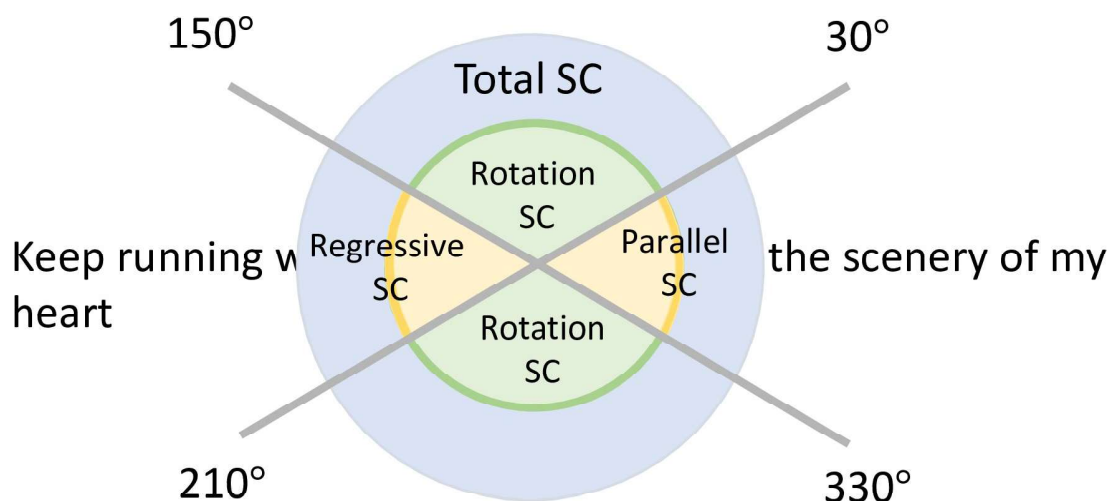 150° 30°
Total SC
Rotation
SC
Keep running Regressive Parallel the scenery of my
SC SC
heart
Rotation
SC
210° 330°